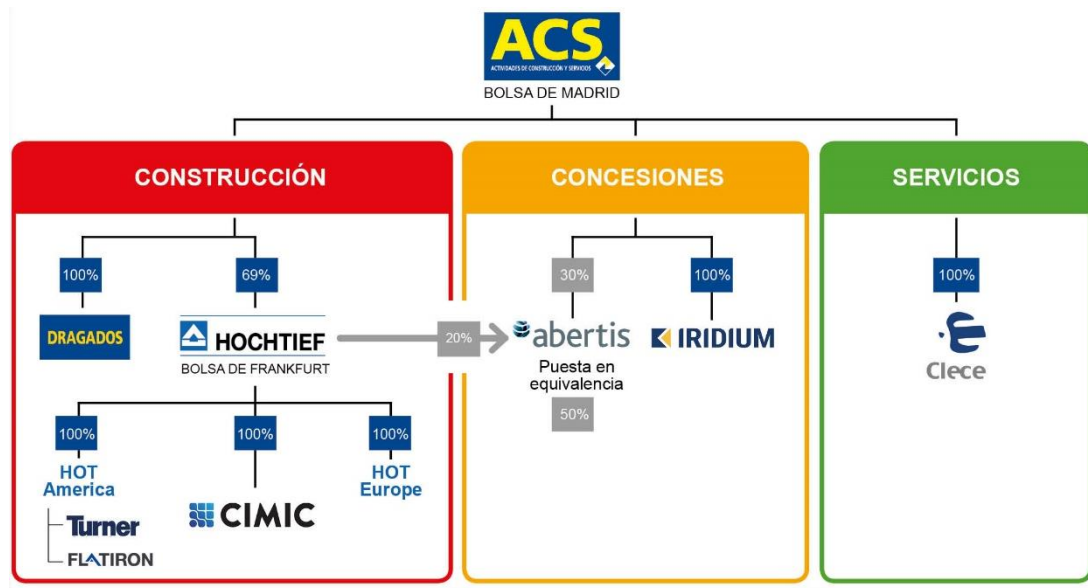 ACS
ACTIVIDADES DE CONSTRUCCIÓN Y SERVICIOS
BOLSA DE MADRID
CONSTRUCCIÓN
CONCESIONES
SERVICIOS
100%
69%
30%
100%
100%
DRAGADOS
HOCHTIEF
20%
abertis
IRIDIUM
BOLSA DE FRANKFURT
Puesta en
equivalencia
Clece
50%
100%
100%
100%
HOT
America
HOT
Europe
CIMIC
Turner
FLATIRON